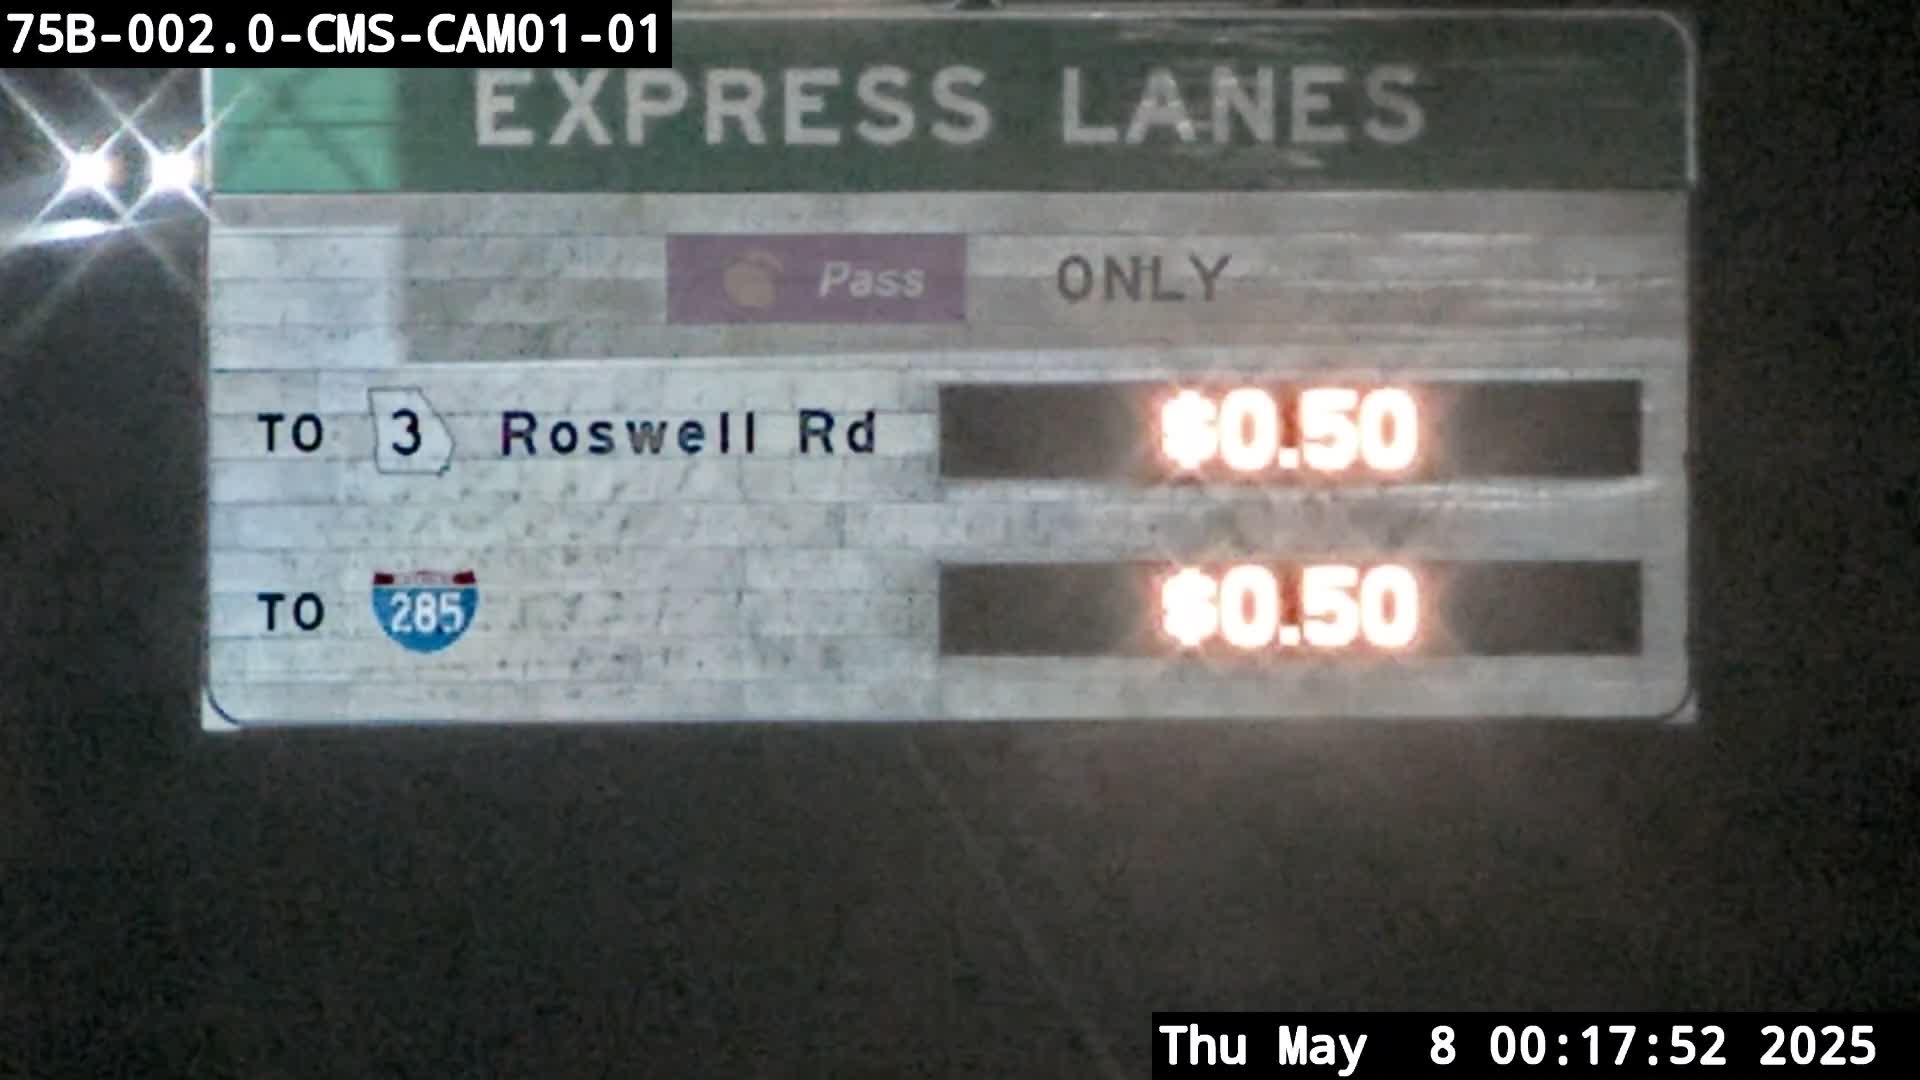 75B-002.0-CMS-CAM01-01
EXPRESS LANES
Pass ONLY
TO 3 Roswell Rd $0.50
TO 285 $0.50
Thu May 8 00:17:52 2025